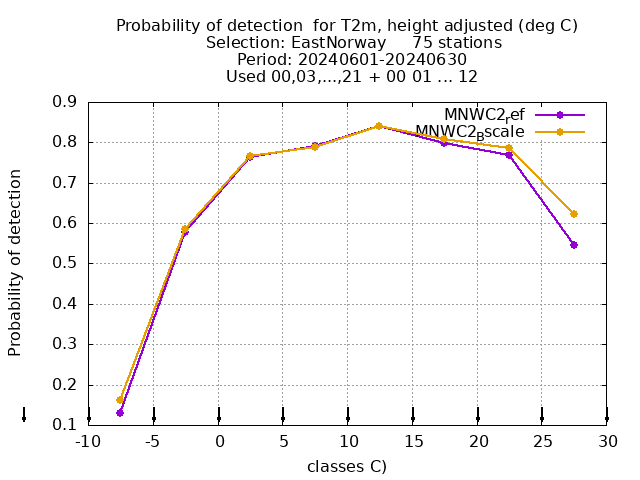 Probability of detection  for T2m, height adjusted (deg C)
Selection: EastNorway     75 stations
Period: 20240601-20240630
Used 00,03,...,21 + 00 01 ... 12
MNWC2ref
MNWC2Bscale
0.9
0.8
0.7
0.6
0.5
0.4
0.3
0.2
0.1
Probability of detection
-10 -5 0 5 10 15 20 25 30
classes C)